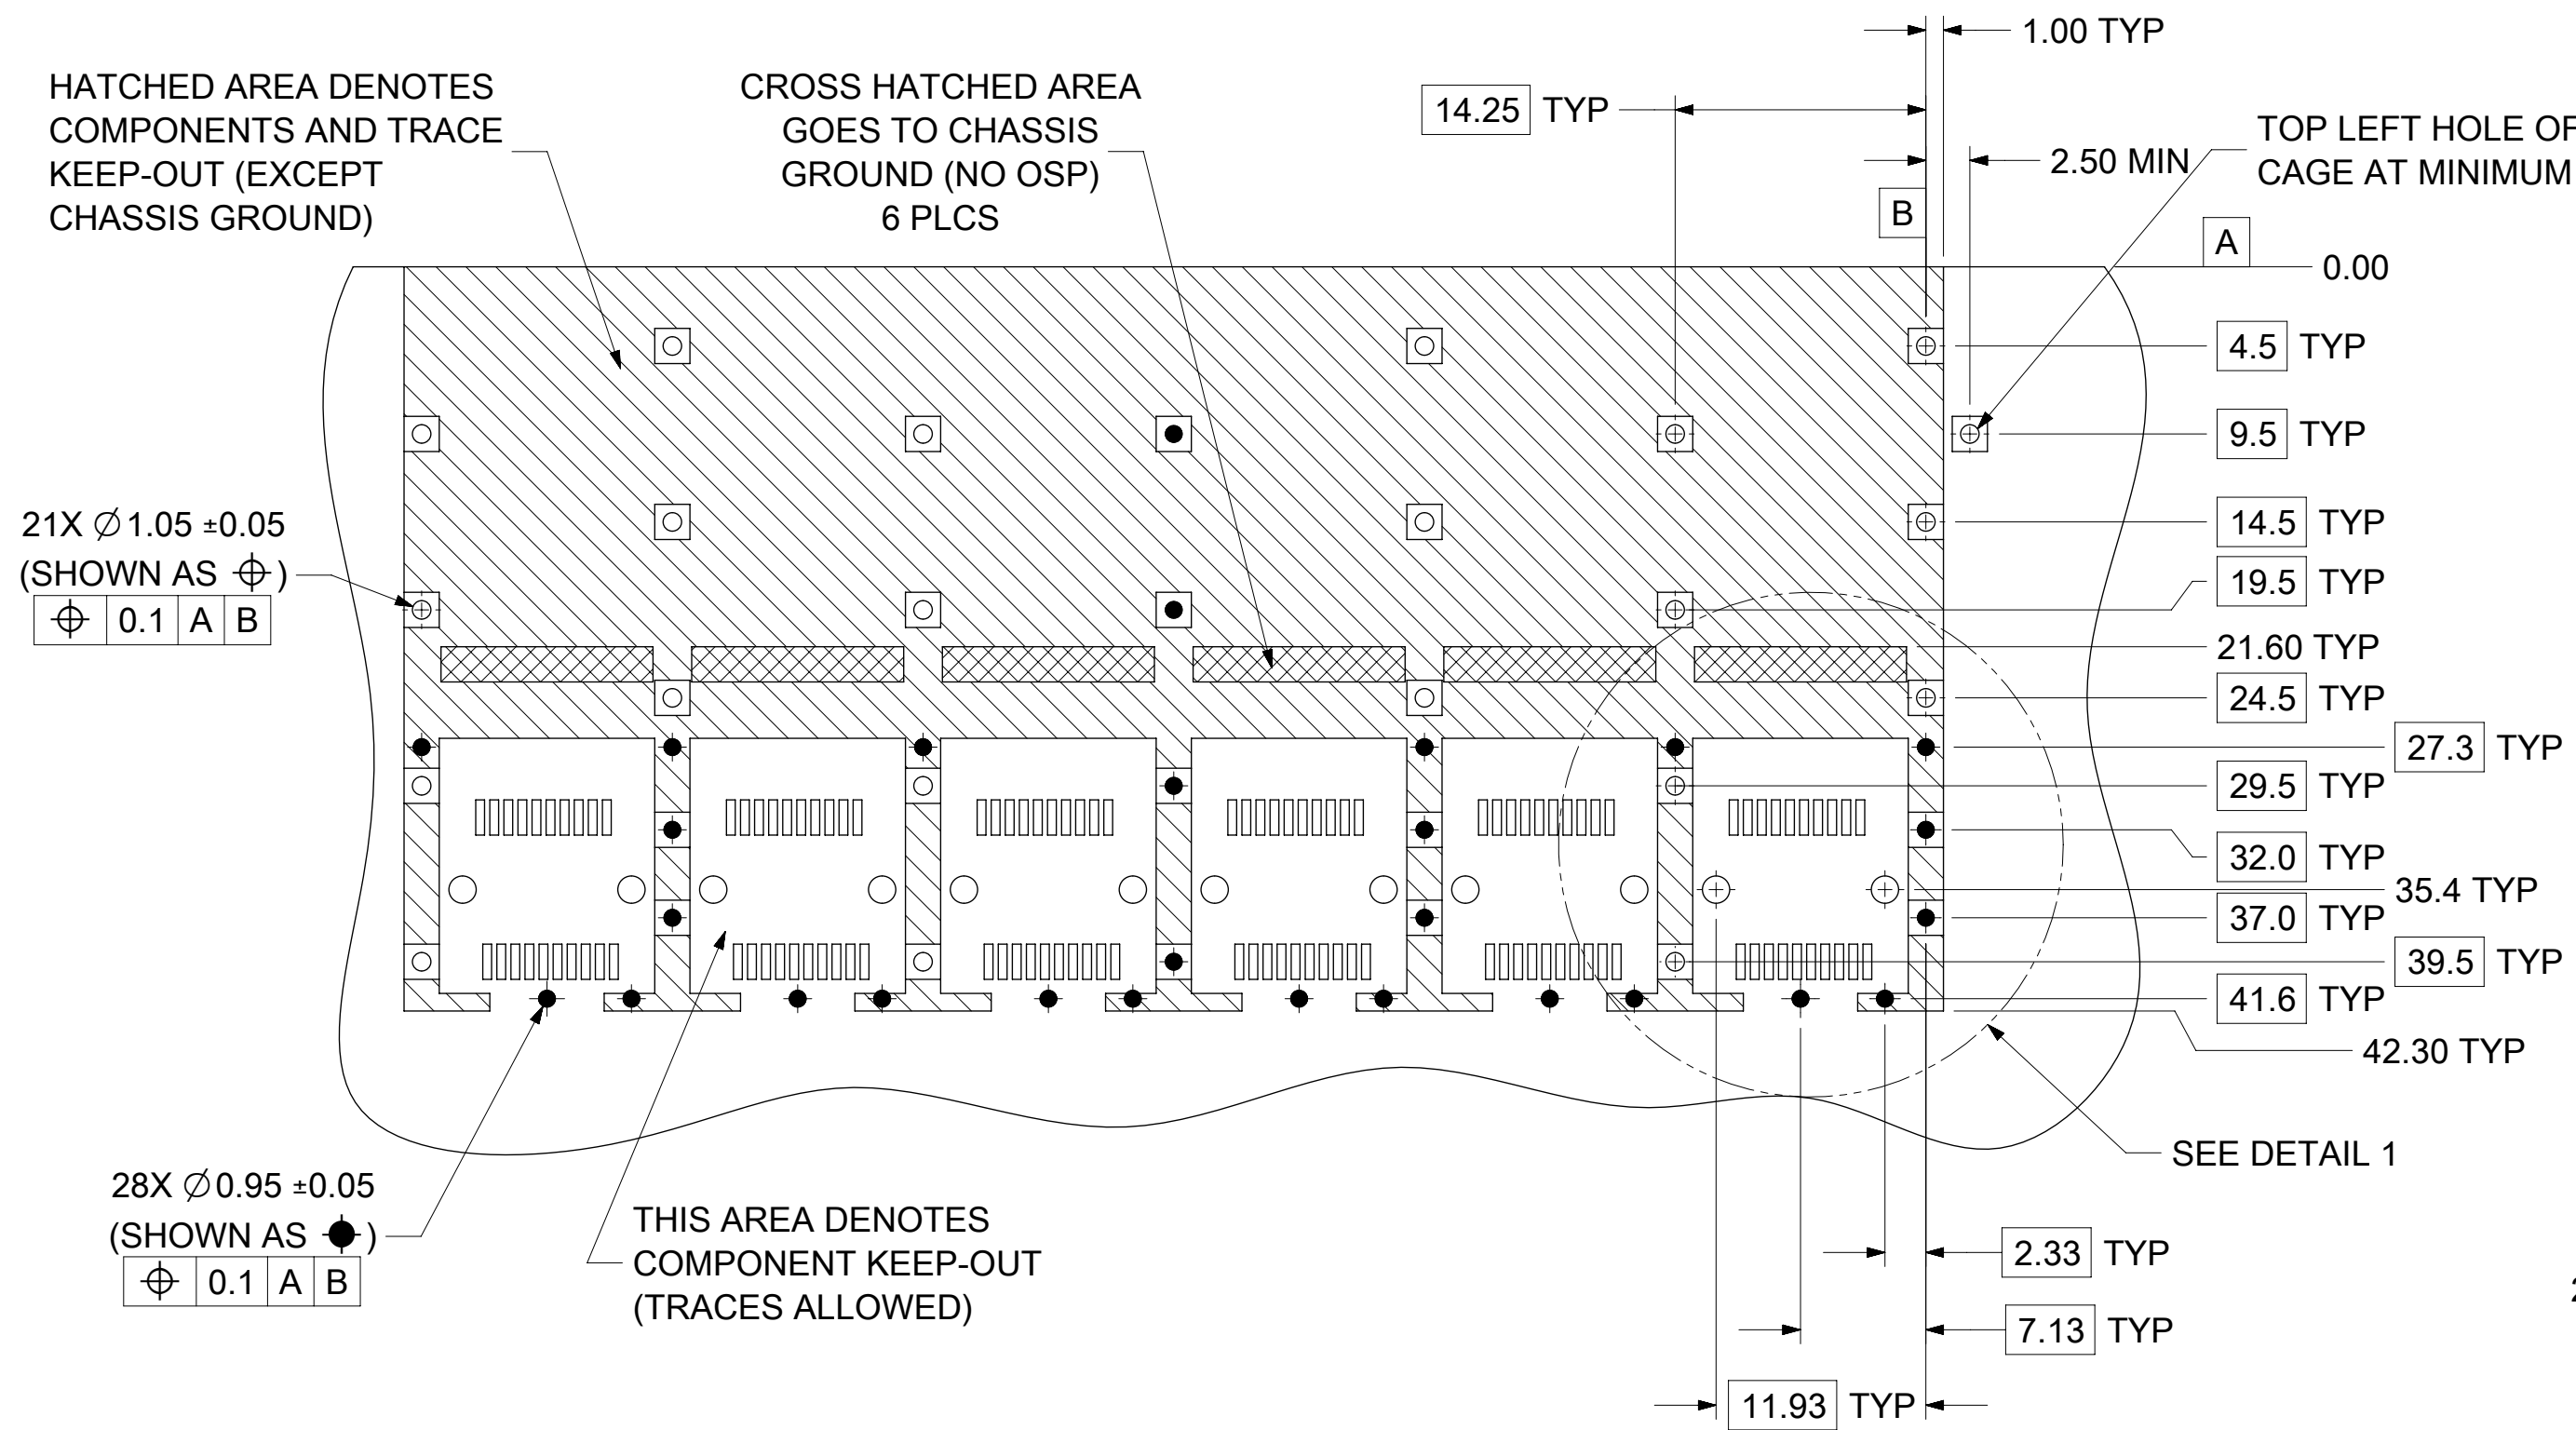 HATCHED AREA DENOTES
COMPONENTS AND TRACE
KEEP-OUT (EXCEPT
CHASSIS GROUND)
CROSS HATCHED AREA
GOES TO CHASSIS
GROUND (NO OSP)
6 PLCS
1.00 TYP
14.25 TYP
2.50 MIN
TOP LEFT HOLE OF
CAGE AT MINIMUM
B
A
0.00
4.5 TYP
9.5 TYP
14.5 TYP
19.5 TYP
21.60 TYP
24.5 TYP
27.3 TYP
29.5 TYP
32.0 TYP
35.4 TYP
37.0 TYP
39.5 TYP
41.6 TYP
42.30 TYP
21X ∅1.05 ±0.05
(SHOWN AS ⌖)
⌖ 0.1 A B
28X ∅0.95 ±0.05
(SHOWN AS )
⌖ 0.1 A B
THIS AREA DENOTES
COMPONENT KEEP-OUT
(TRACES ALLOWED)
SEE DETAIL 1
2.33 TYP
7.13 TYP
11.93 TYP